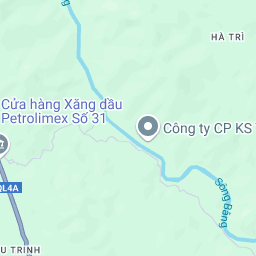 HÀ TRÌ
Cửa hàng Xăng dầu
Petrolimex Số 31
Công ty CP KS
QL4A
Sông Bằng
U TRINH